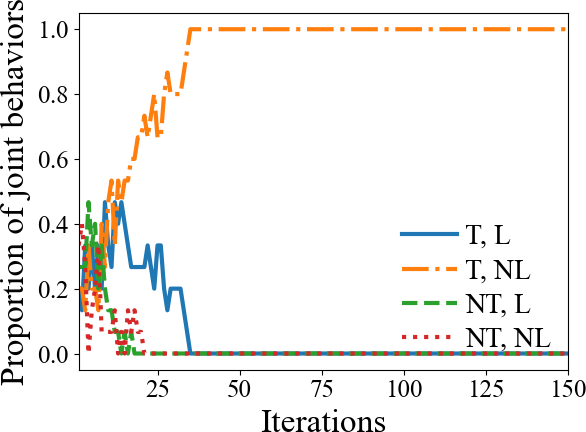 Proportion of joint behaviors
1.0
0.8
0.6
0.4
0.2
0.0
T, L
T, NL
NT, L
NT, NL
25 50 75 100 125 150
Iterations